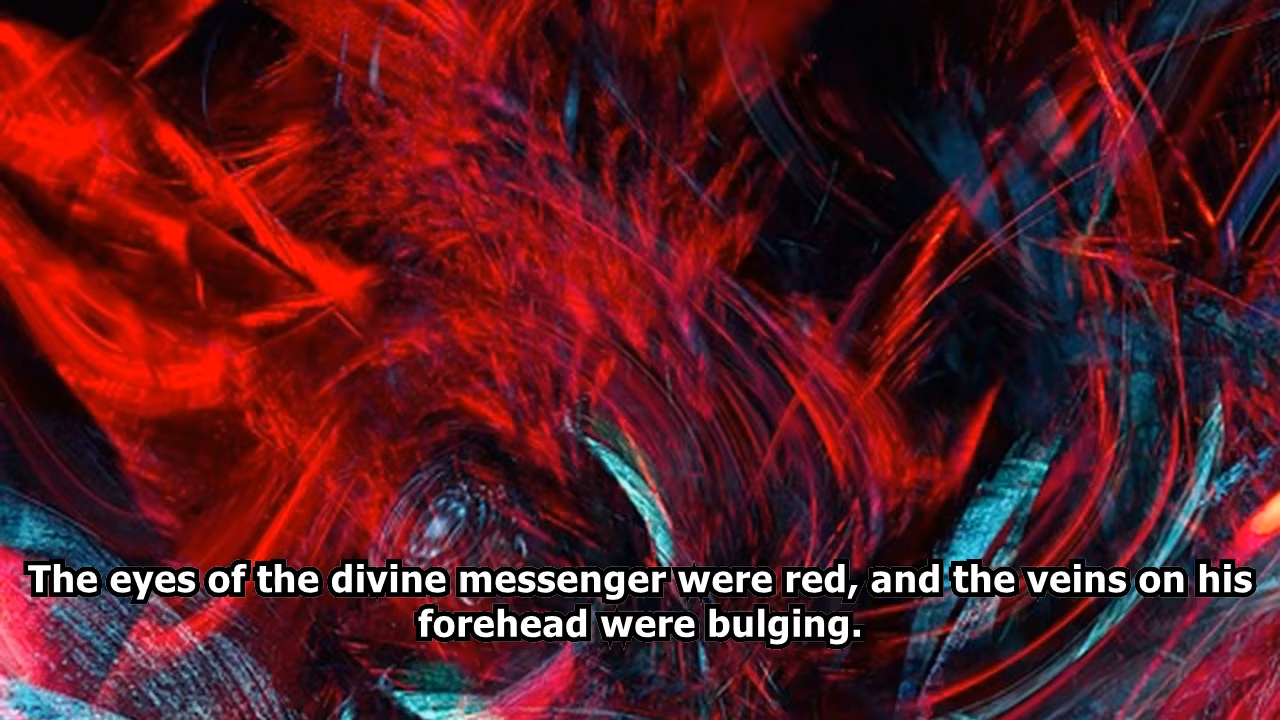 The eyes of the divine messenger were red, and the veins on his
forehead were bulging.